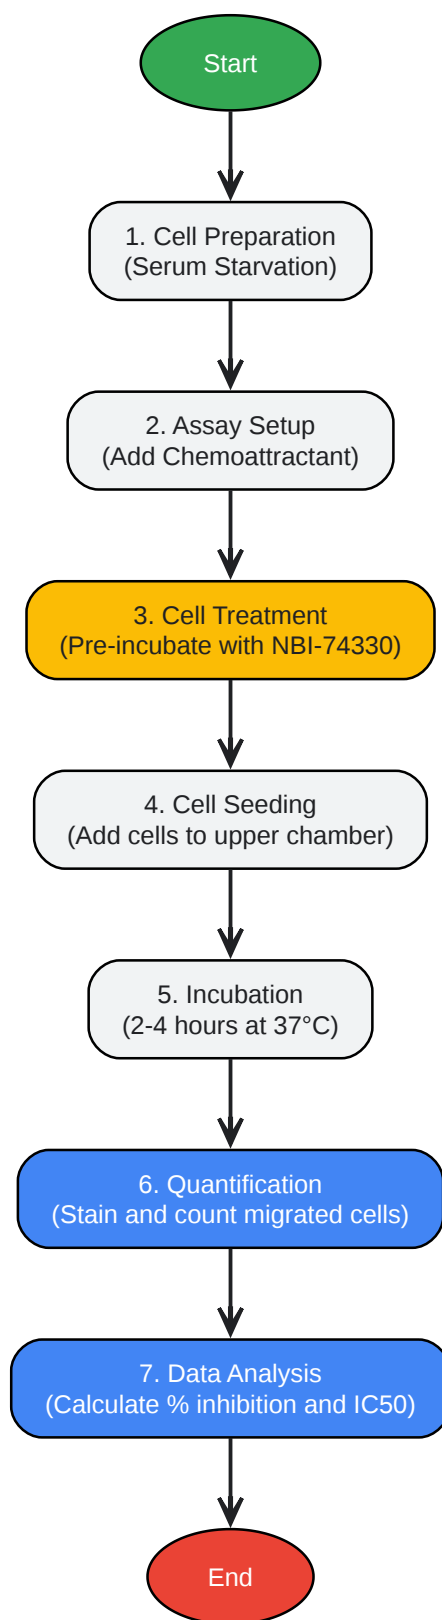 Start
1. Cell Preparation
(Serum Starvation)
2. Assay Setup
(Add Chemoattractant)
3. Cell Treatment
(Pre-incubate with NBI-74330)
4. Cell Seeding
(Add cells to upper chamber)
5. Incubation
(2-4 hours at 37°C)
6. Quantification
(Stain and count migrated cells)
7. Data Analysis
(Calculate % inhibition and IC50)
End